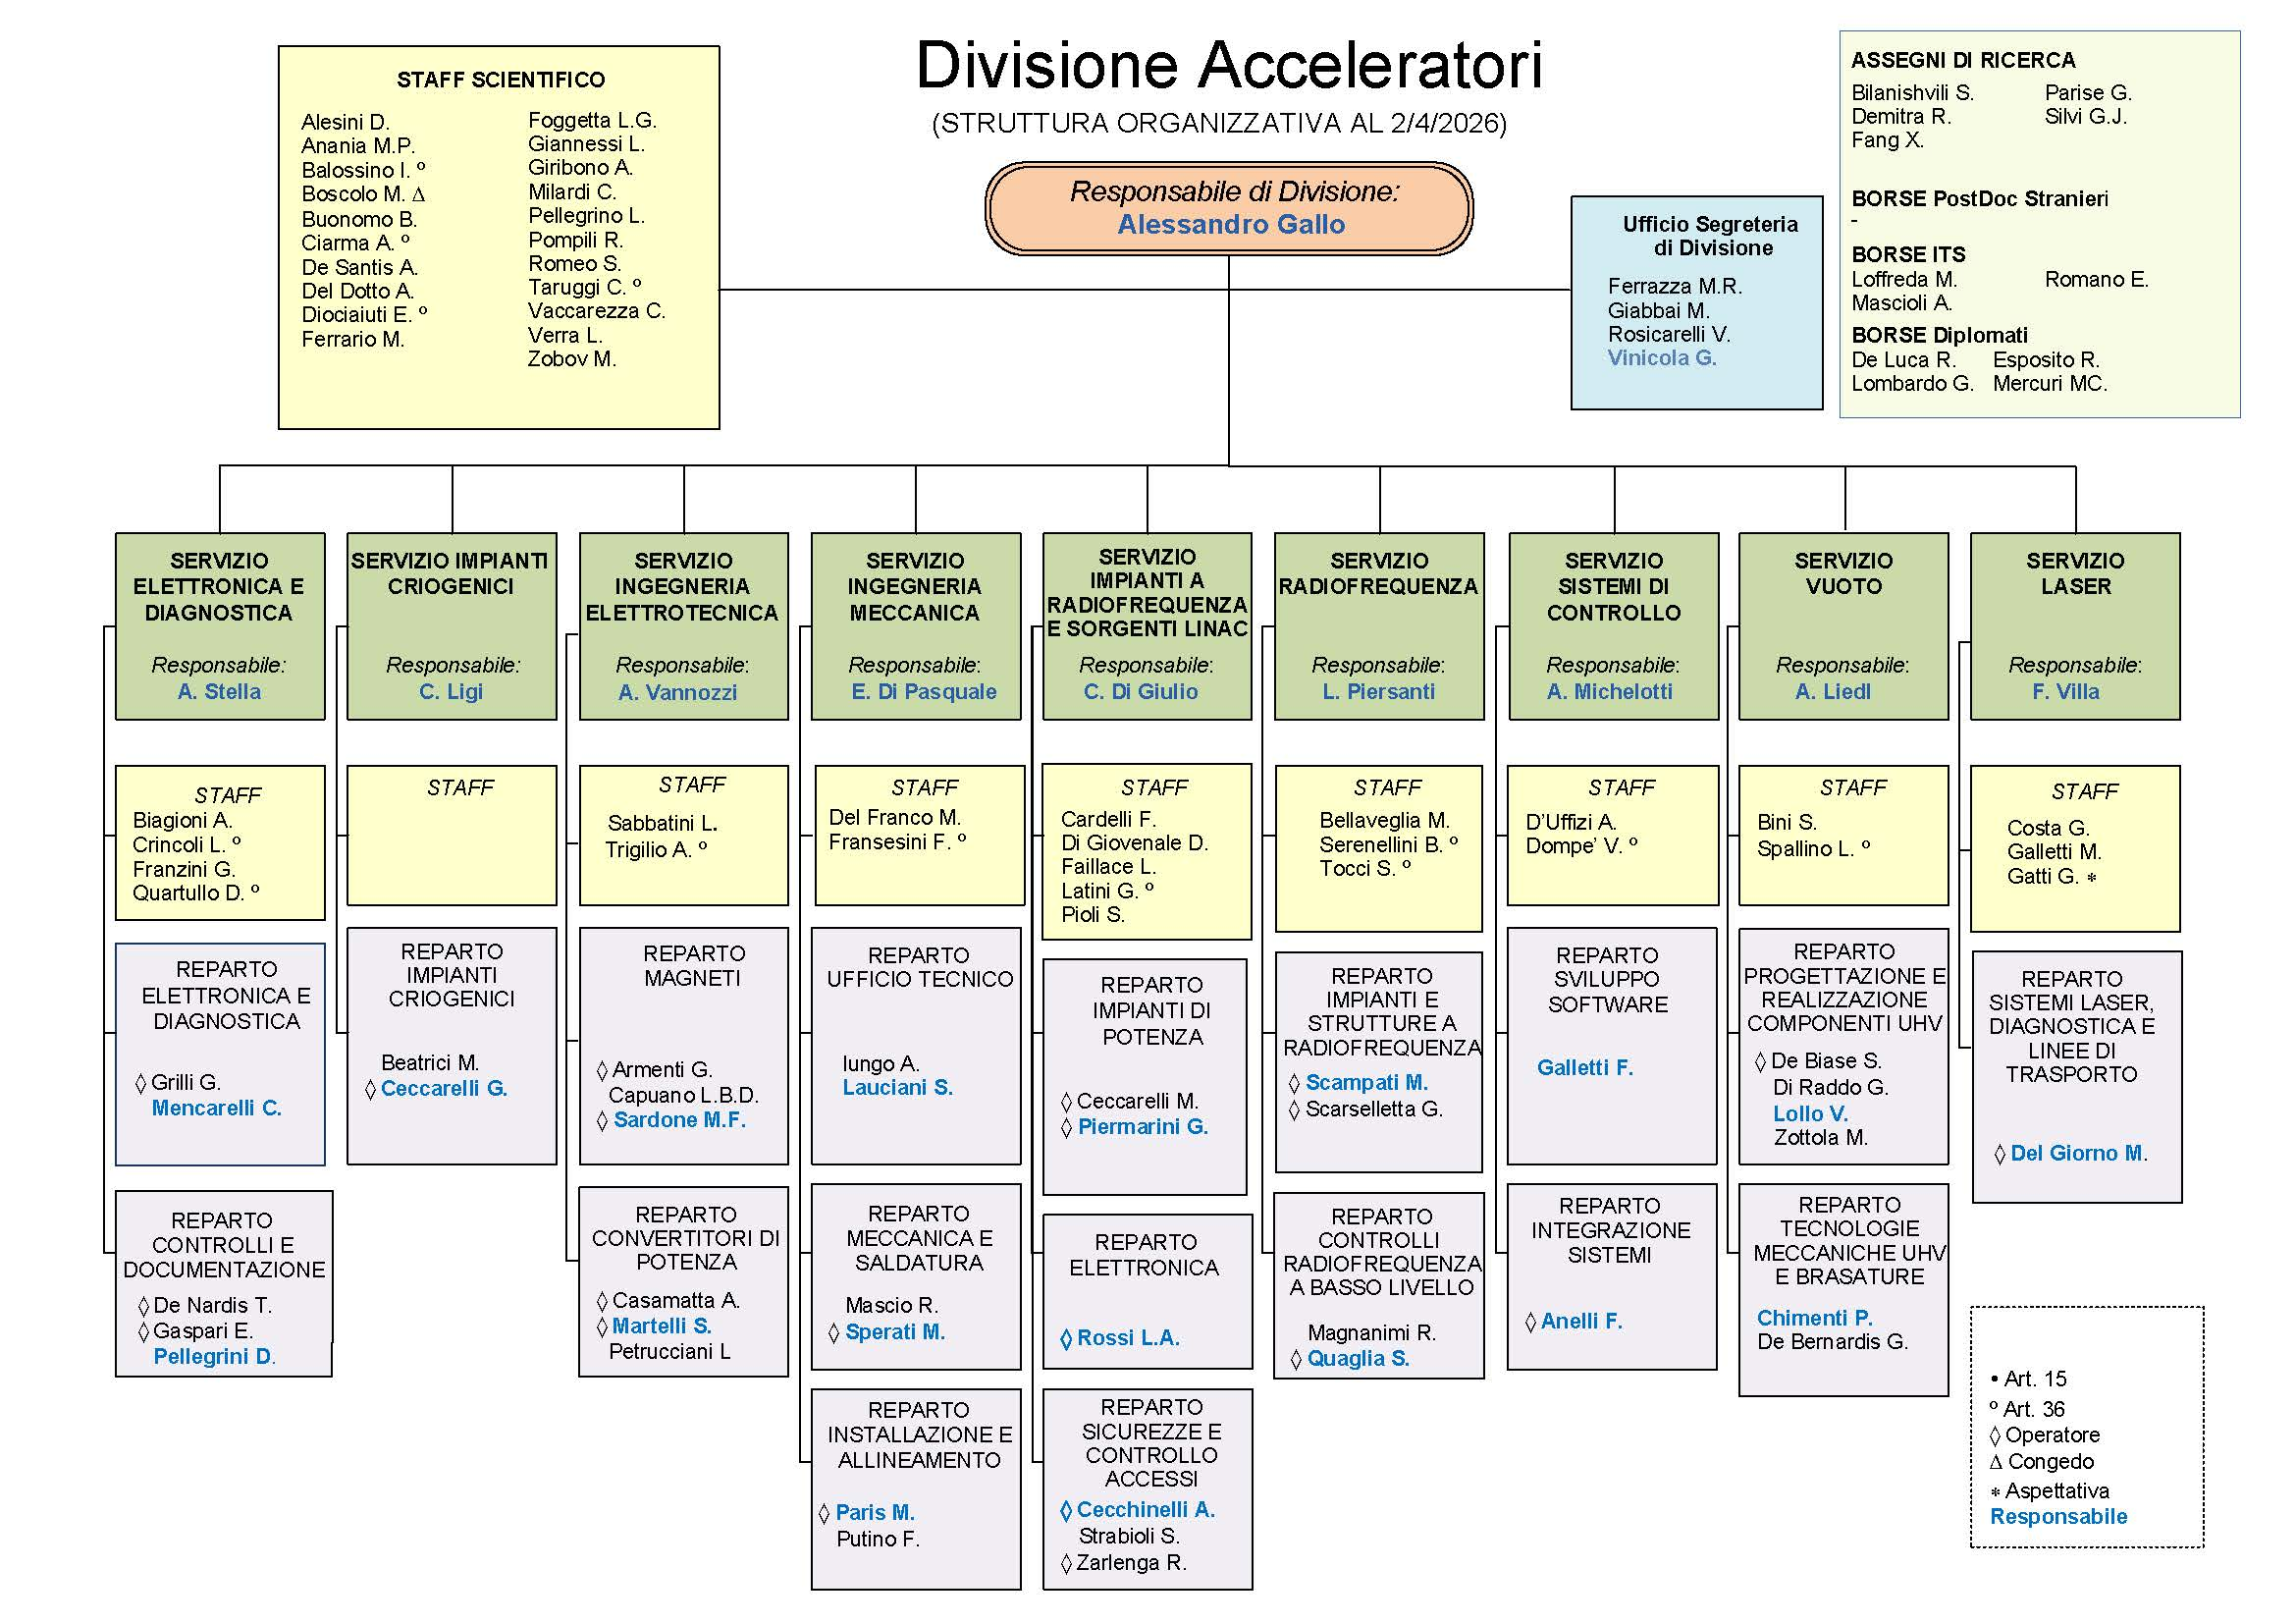 Divisione Acceleratori
(STRUTTURA ORGANIZZATIVA AL 2/4/2026)
Responsabile di Divisione:
Alessandro Gallo
STAFF SCIENTIFICO
Alesini D.
Anania M.P.
Balossino I. º
Boscolo M. Δ
Buonomo B.
Ciarma A. º
De Santis A.
Del Dotto A.
Diociaiuti E. º
Ferrario M.
Foggetta L.G.
Giannessi L.
Giribono A.
Milardi C.
Pellegrino L.
Pompili R.
Romeo S.
Taruggi C. º
Vaccarezza C.
Verra L.
Zobov M.
Ufficio Segreteria
di Divisione
Ferrazza M.R.
Giabbai M.
Rosicarelli V.
Vinicola G.
ASSEGNI DI RICERCA
Bilanishvili S. Parise G.
Demitra R. Silvi G.J.
Fang X.
BORSE PostDoc Stranieri
-
BORSE ITS
Loffreda M. Romano E.
Mascioli A.
BORSE Diplomati
De Luca R. Esposito R.
Lombardo G. Mercuri MC.
SERVIZIO
ELETTRONICA E
DIAGNOSTICA
Responsabile:
A. Stella
STAFF
Biagioni A.
Crincoli L. º
Franzini G.
Quartullo D. º
REPARTO
ELETTRONICA E
DIAGNOSTICA
◊ Grilli G.
Mencarelli C.
REPARTO
CONTROLLI E
DOCUMENTAZIONE
◊ De Nardis T.
◊ Gaspari E.
Pellegrini D.
SERVIZIO IMPIANTI
CRIOGENICI
Responsabile:
C. Ligi
STAFF
REPARTO
IMPIANTI
CRIOGENICI
Beatrici M.
◊ Ceccarelli G.
SERVIZIO
INGEGNERIA
ELETTROTECNICA
Responsabile:
A. Vannozzi
STAFF
Sabbatini L.
Trigilio A. º
REPARTO
MAGNETI
◊ Armenti G.
Capuano L.B.D.
◊ Sardone M.F.
REPARTO
CONVERTITORI DI
POTENZA
◊ Casamatta A.
◊ Martelli S.
Petrucciani L
SERVIZIO
INGEGNERIA
MECCANICA
Responsabile:
E. Di Pasquale
STAFF
Del Franco M.
Fransesini F. º
REPARTO
UFFICIO TECNICO
Iungo A.
Lauciani S.
REPARTO
MECCANICA E
SALDATURA
Mascio R.
◊ Sperati M.
REPARTO
INSTALLAZIONE E
ALLINEAMENTO
◊ Paris M.
Putino F.
SERVIZIO
IMPIANTI A
RADIOFREQUENZA
E SORGENTI LINAC
Responsabile:
C. Di Giulio
STAFF
Cardelli F.
Di Giovenale D.
Faillace L.
Latini G. º
Pioli S.
REPARTO
IMPIANTI DI
POTENZA
◊ Ceccarelli M.
◊ Piermarini G.
REPARTO
ELETTRONICA
◊ Rossi L.A.
REPARTO
SICUREZZE E
CONTROLLO
ACCESSI
◊ Cecchinelli A.
Strabioli S.
◊ Zarlenga R.
SERVIZIO
RADIOFREQUENZA
Responsabile:
L. Piersanti
STAFF
Bellaveglia M.
Serenellini B. º
Tocci S. º
REPARTO
IMPIANTI E
STRUTTURE A
RADIOFREQUENZA
◊ Scampati M.
◊ Scarselletta G.
REPARTO
CONTROLLI
RADIOFREQUENZA
A BASSO LIVELLO
Magnanimi R.
◊ Quaglia S.
SERVIZIO
SISTEMI DI
CONTROLLO
Responsabile:
A. Michelotti
STAFF
D’Uffizi A.
Dompe’ V. º
REPARTO
SVILUPPO
SOFTWARE
Galletti F.
REPARTO
INTEGRAZIONE
SISTEMI
◊ Anelli F.
SERVIZIO
VUOTO
Responsabile:
A. Liedl
STAFF
Bini S.
Spallino L. º
REPARTO
PROGETTAZIONE E
REALIZZAZIONE
COMPONENTI UHV
◊ De Biase S.
Di Raddo G.
Lollo V.
Zottola M.
REPARTO
TECNOLOGIE
MECCANICHE UHV
E BRASATURE
Chimenti P.
De Bernardis G.
SERVIZIO
LASER
Responsabile:
F. Villa
STAFF
Costa G.
Galletti M.
Gatti G. *
REPARTO
SISTEMI LASER,
DIAGNOSTICA E
LINEE DI
TRASPORTO
◊ Del Giorno M.
• Art. 15
º Art. 36
◊ Operatore
Δ Congedo
* Aspettativa
Responsabile